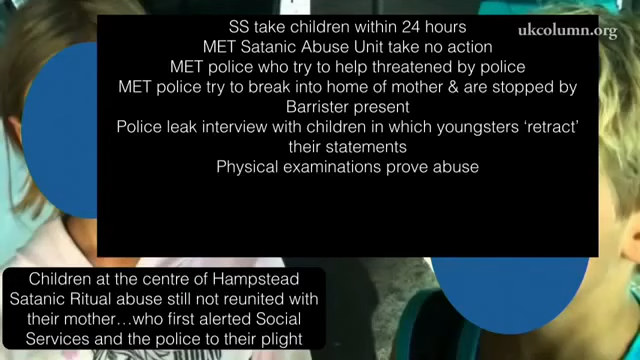 ukcolumn.org
SS take children within 24 hours
MET Satanic Abuse Unit take no action
MET police who try to help threatened by police
MET police try to break into home of mother & are stopped by
Barrister present
Police leak interview with children in which youngsters ‘retract’
their statements
Physical examinations prove abuse
Children at the centre of Hampstead
Satanic Ritual abuse still not reunited with
their mother…who first alerted Social
Services and the police to their plight